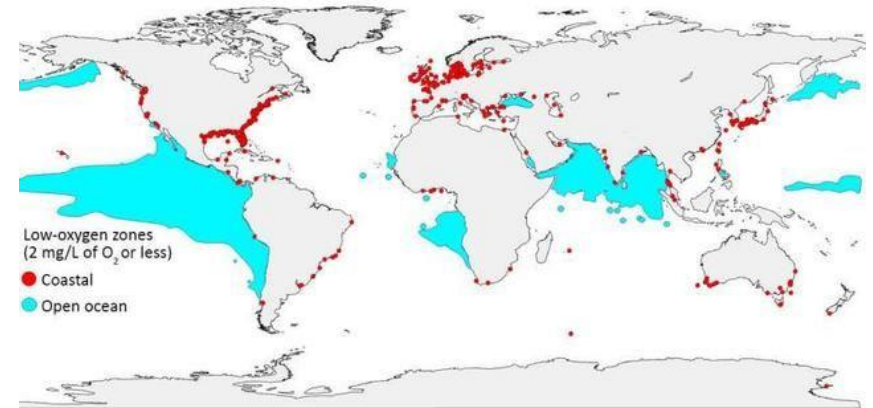 Low-oxygen zones
(2 mg/L of O₂ or less)
Coastal
Open ocean